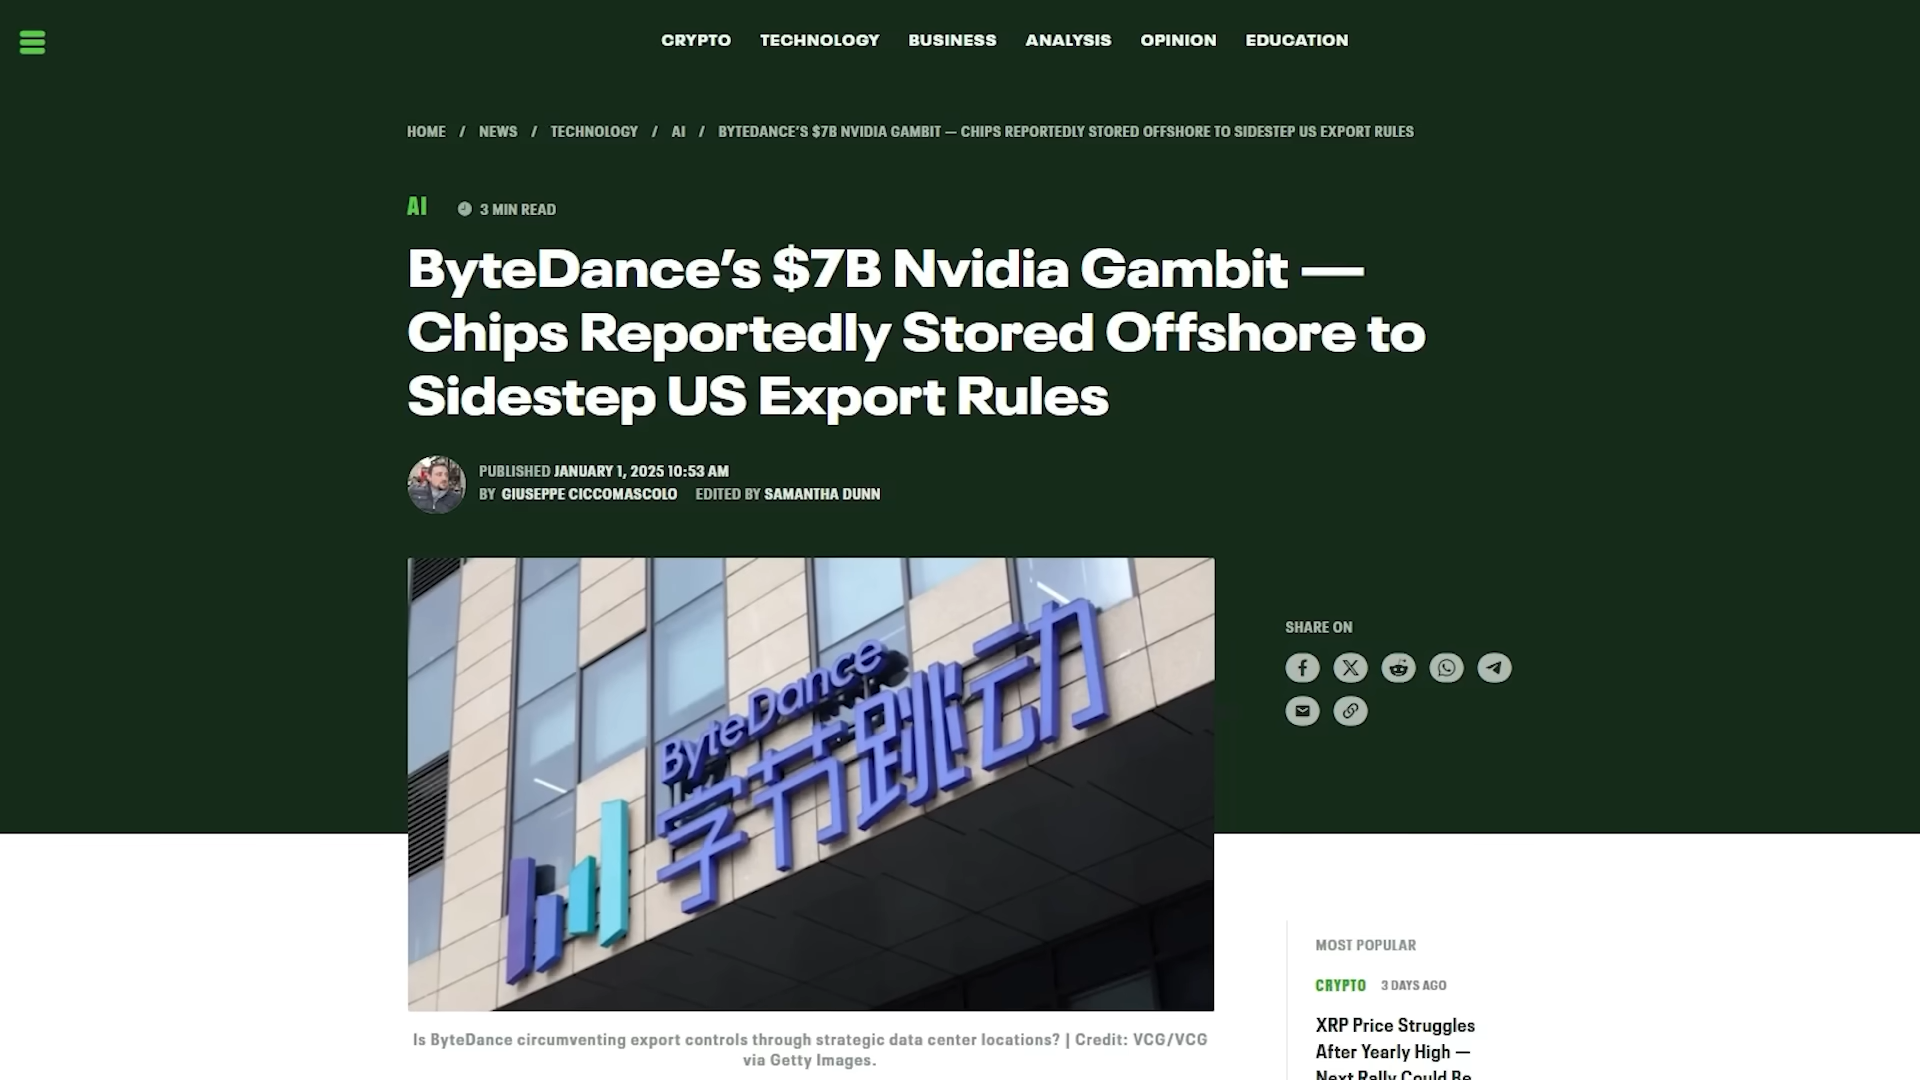 CRYPTO TECHNOLOGY BUSINESS ANALYSIS OPINION EDUCATION
HOME / NEWS / TECHNOLOGY / AI / BYTEDANCE’S $7B NVIDIA GAMBIT — CHIPS REPORTEDLY STORED OFFSHORE TO SIDESTEP US EXPORT RULES
AI 3 MIN READ
ByteDance’s $7B Nvidia Gambit —
Chips Reportedly Stored Offshore to
Sidestep US Export Rules
PUBLISHED JANUARY 1, 2025 10:53 AM
BY GIUSEPPE CICCOMASCOLO EDITED BY SAMANTHA DUNN
ByteDance
字节跳动
SHARE ON
Is ByteDance circumventing export controls through strategic data center locations? | Credit: VCG/VCG
via Getty Images.
MOST POPULAR
CRYPTO 3 DAYS AGO
XRP Price Struggles
After Yearly High —
Next Rally Could Be